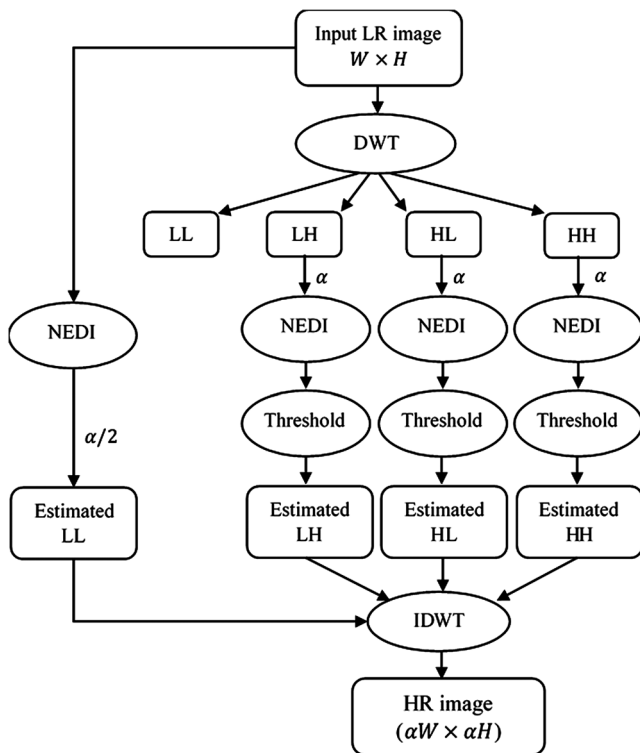 Input LR image
W × H
DWT
LL
LH
HL
HH
α
α
α
NEDI
NEDI
NEDI
NEDI
Threshold
Threshold
Threshold
α/2
Estimated
LL
Estimated
LH
Estimated
HL
Estimated
HH
IDWT
HR image
(αW × αH)